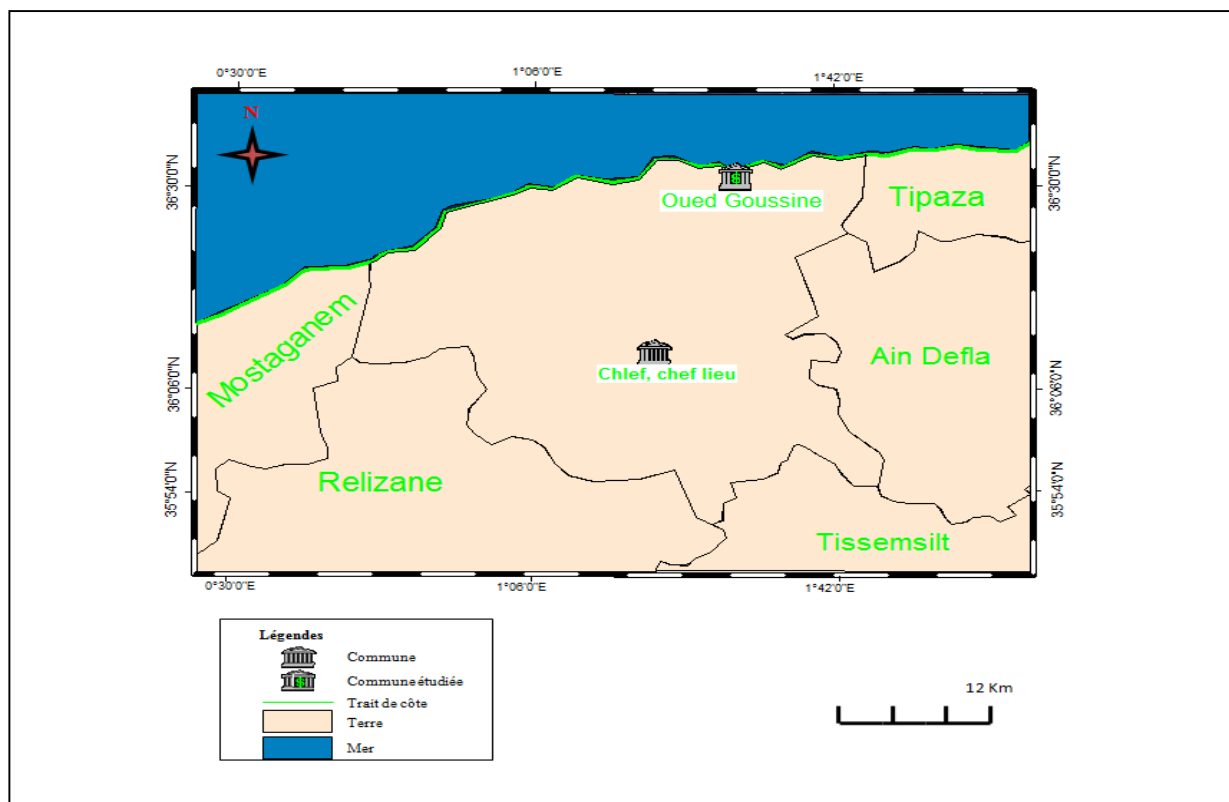 0°30'0"E 1°06'0"E 1°42'0"E
N
36°30'0"N 36°30'0"N
Oued Goussine
Tipaza
Mostaganem
Ain Defla
Chlef, chef lieu
36°06'0"N 36°06'0"N
Relizane
35°54'0"N 35°54'0"N
Tissemsilt
0°30'0"E 1°06'0"E 1°42'0"E
Légendes
Commune
Commune étudiée
Trait de côte
Terre
Mer
12 Km